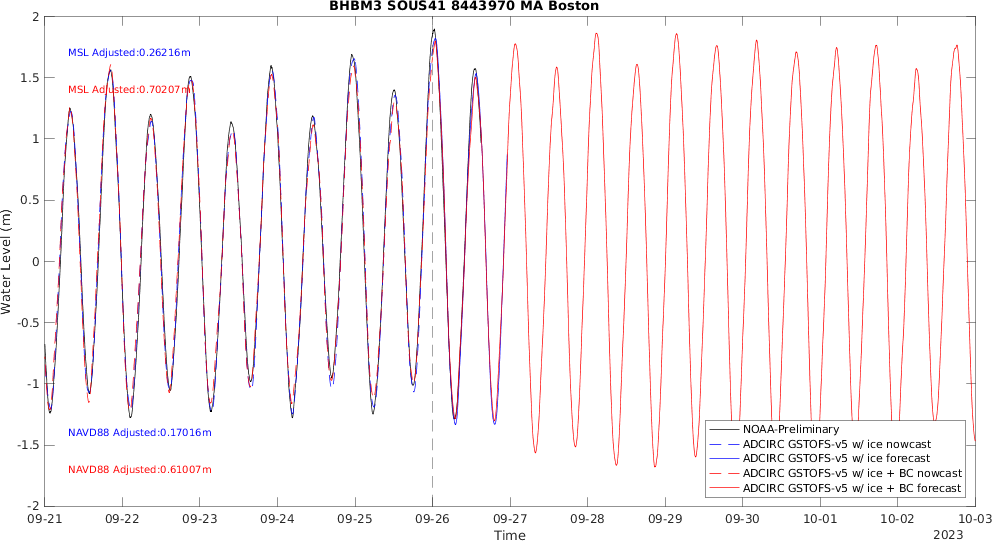 BHBM3 SOUS41 8443970 MA Boston
MSL Adjusted:0.26216m
MSL Adjusted:0.70207m
NAVD88 Adjusted:0.17016m
NAVD88 Adjusted:0.61007m
Water Level (m)
2
1.5
1
0.5
0
-0.5
-1
-1.5
-2
NOAA-Preliminary
ADCIRC GSTOFS-v5 w/ ice nowcast
ADCIRC GSTOFS-v5 w/ ice forecast
ADCIRC GSTOFS-v5 w/ ice + BC nowcast
ADCIRC GSTOFS-v5 w/ ice + BC forecast
09-21 09-22 09-23 09-24 09-25 09-26 09-27 09-28 09-29 09-30 10-01 10-02 10-03
Time
2023